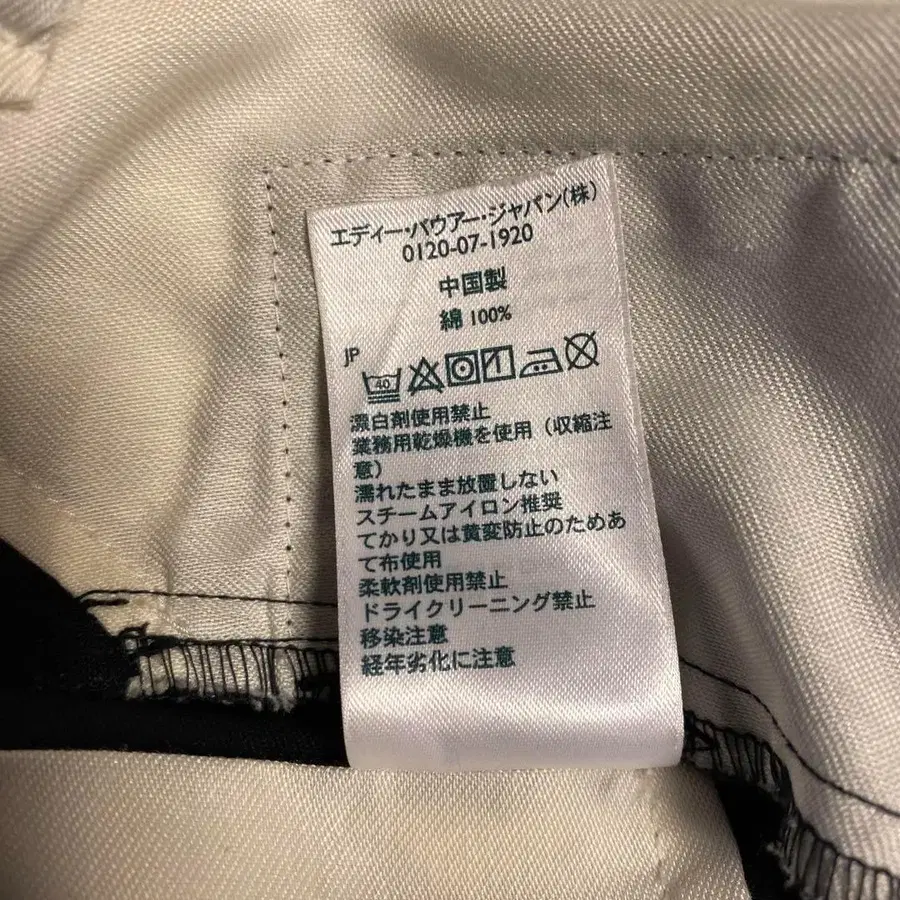 エディー・バウアー・ジャパン(株)
0120-07-1920
中国製
綿 100%
JP
40
漂白剤使用禁止
業務用乾燥機を使用（収縮注
意）
濡れたまま放置しない
スチームアイロン推奨
てかり又は黄変防止のためあ
て布使用
柔軟剤使用禁止
ドライクリーニング禁止
移染注意
経年劣化に注意